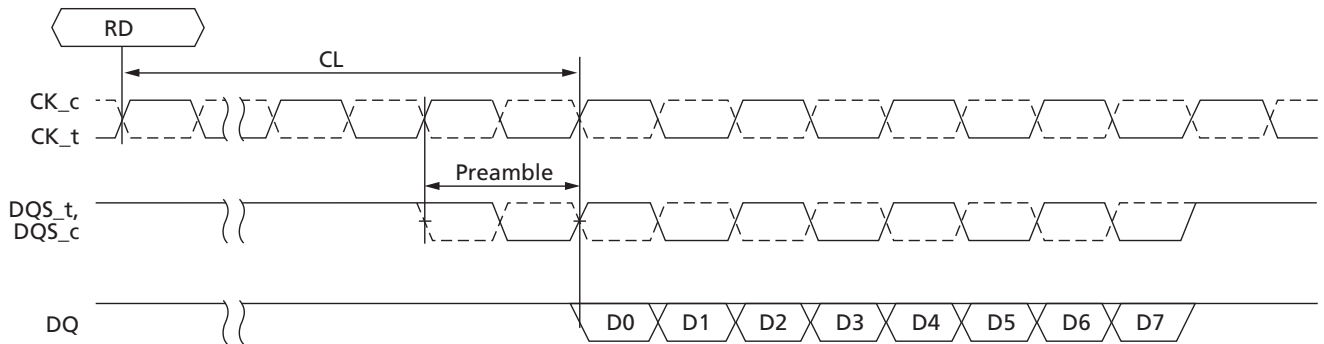 RD
CL
CK_c
CK_t
Preamble
DQS_t,
DQS_c
DQ
D0 D1 D2 D3 D4 D5 D6 D7